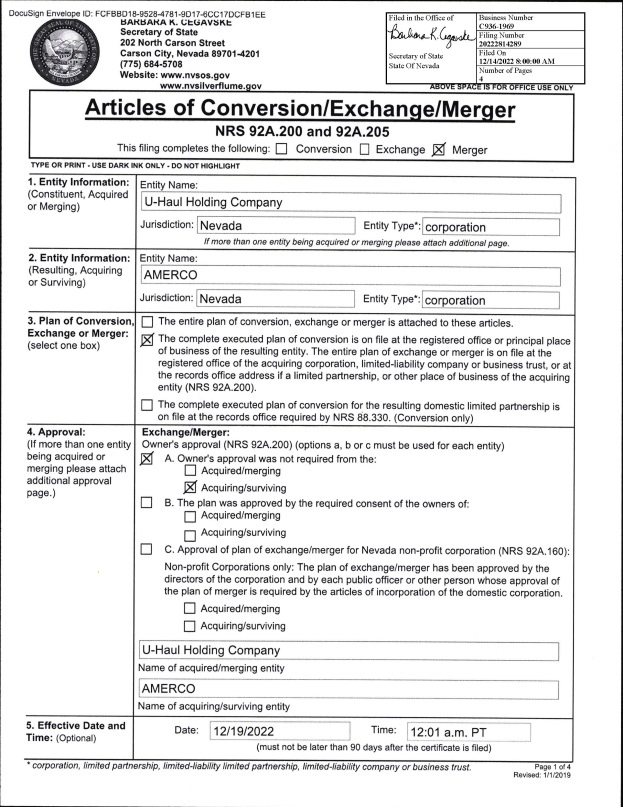 DocuSign Envelope ID: FCFBBD18-9528-4781-9D17-6CC17DCFB1EE
BARBARA K. CEGAVSKE
Secretary of State
202 North Carson Street
Carson City, Nevada 89701-4201
(775) 684-5708
Website: www.nvsos.gov
www.nvsilverflume.gov
Filed in the Office of
Barbara K. Cegavske
Secretary of State
State Of Nevada
Business Number
C936-1969
Filing Number
20222814289
Filed On
12/14/2022 8:00:00 AM
Number of Pages
4
ABOVE SPACE IS FOR OFFICE USE ONLY
Articles of Conversion/Exchange/Merger
NRS 92A.200 and 92A.205
This filing completes the following: Conversion Exchange Merger
TYPE OR PRINT - USE DARK INK ONLY - DO NOT HIGHLIGHT
1. Entity Information:
(Constituent, Acquired
or Merging)
Entity Name:
U-Haul Holding Company
Jurisdiction: Nevada Entity Type*: corporation
If more than one entity being acquired or merging please attach additional page.
2. Entity Information:
(Resulting, Acquiring
or Surviving)
Entity Name:
AMERCO
Jurisdiction: Nevada Entity Type*: corporation
3. Plan of Conversion,
Exchange or Merger:
(select one box)
The entire plan of conversion, exchange or merger is attached to these articles.
The complete executed plan of conversion is on file at the registered office or principal place
of business of the resulting entity. The entire plan of exchange or merger is on file at the
registered office of the acquiring corporation, limited-liability company or business trust, or at
the records office address if a limited partnership, or other place of business of the acquiring
entity (NRS 92A.200).
The complete executed plan of conversion for the resulting domestic limited partnership is
on file at the records office required by NRS 88.330. (Conversion only)
4. Approval:
(If more than one entity
being acquired or
merging please attach
additional approval
page.)
Exchange/Merger:
Owner's approval (NRS 92A.200) (options a, b or c must be used for each entity)
A. Owner's approval was not required from the:
Acquired/merging
Acquiring/surviving
B. The plan was approved by the required consent of the owners of:
Acquired/merging
Acquiring/surviving
C. Approval of plan of exchange/merger for Nevada non-profit corporation (NRS 92A.160):
Non-profit Corporations only: The plan of exchange/merger has been approved by the
directors of the corporation and by each public officer or other person whose approval of
the plan of merger is required by the articles of incorporation of the domestic corporation.
Acquired/merging
Acquiring/surviving
U-Haul Holding Company
Name of acquired/merging entity
AMERCO
Name of acquiring/surviving entity
5. Effective Date and
Time: (Optional)
Date: 12/19/2022 Time: 12:01 a.m. PT
(must not be later than 90 days after the certificate is filed)
* corporation, limited partnership, limited-liability limited partnership, limited-liability company or business trust.
Page 1 of 4
Revised: 1/1/2019